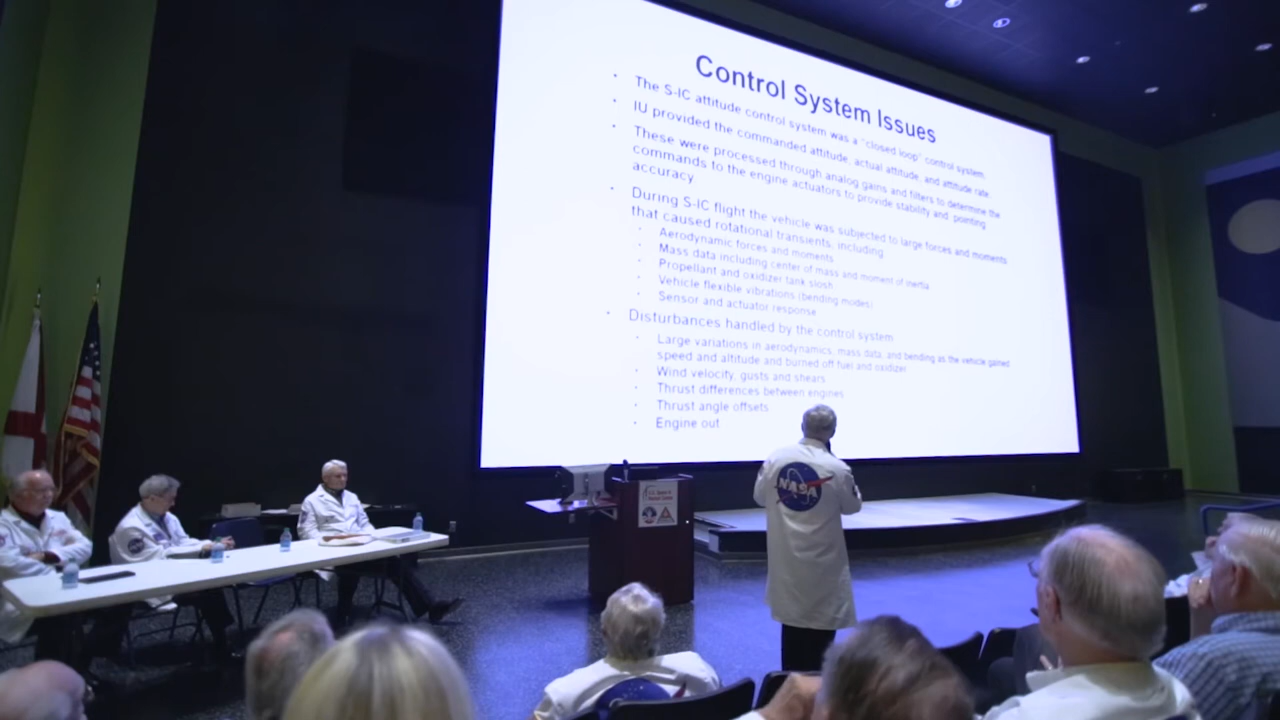 Control System Issues
The S-IC attitude control system was a "closed loop" control system.
IU provided the commanded attitude, actual attitude, and attitude rate.
These were processed through analog gains and filters to determine the
commands to the engine actuators to provide stability and pointing
accuracy
During S-IC flight the vehicle was subjected to large forces and moments
that caused rotational transients, including
Aerodynamic forces and moments
Mass data including center of mass and moment of inertia
Propellant and oxidizer tank slosh
Vehicle flexible vibrations (bending modes)
Sensor and actuator response
Disturbances handled by the control system
Large variations in aerodynamics, mass data, and bending as the vehicle gained
speed and altitude and burned off fuel and oxidizer
Wind velocity, gusts and shears
Thrust differences between engines
Thrust angle offsets
Engine out
NASA
U.S. Space &
Rocket Center